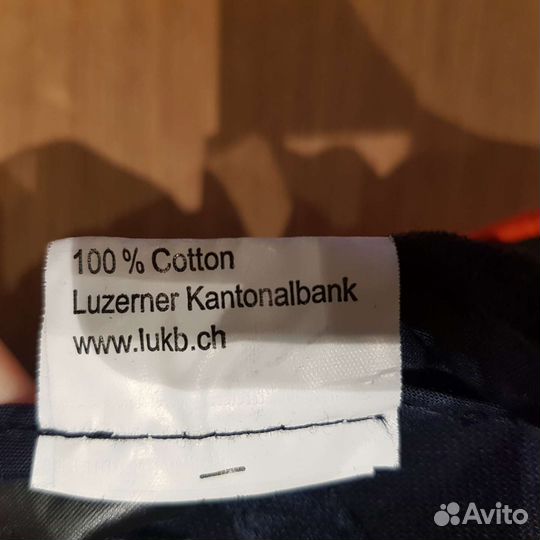 100 % Cotton
Luzerner Kantonalbank
www.lukb.ch
Avito